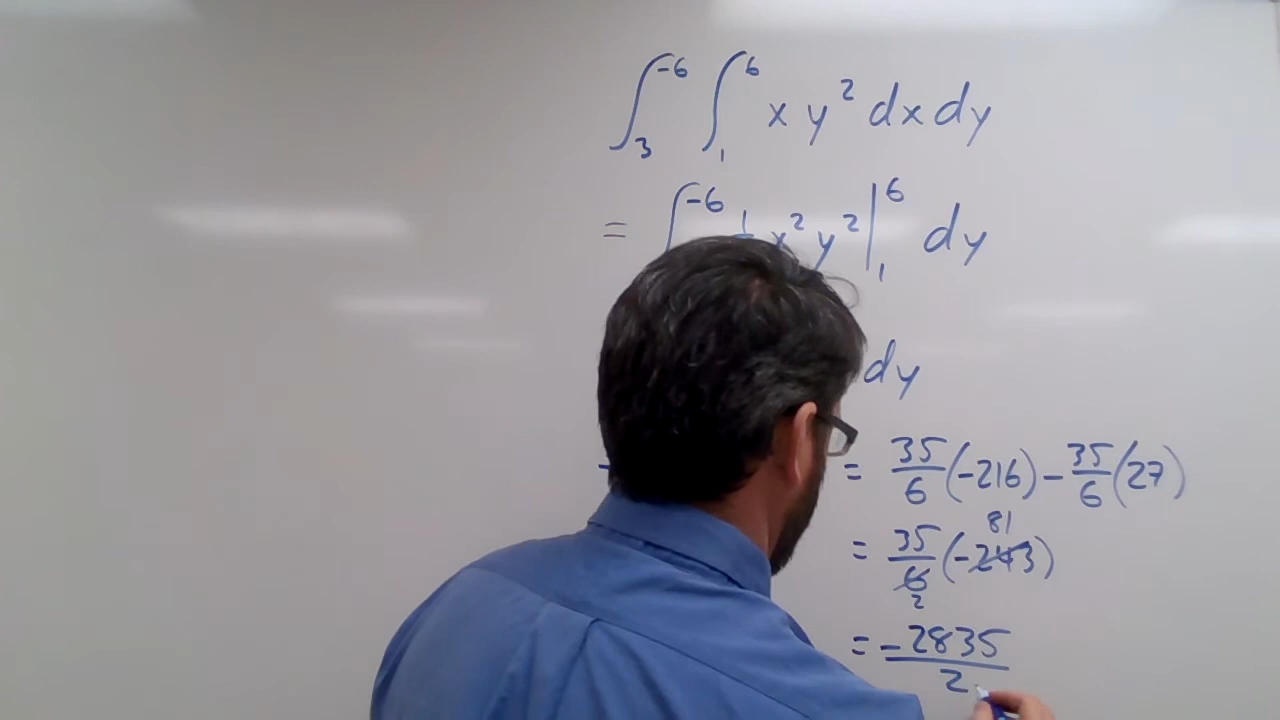 ∫₃⁻⁶ ∫₁⁶ x y² dx dy
= ∫⁻⁶ x² y² |₁⁶ dy
dy
= 35/6 (-216) - 35/6 (27)
81
= 35/6 (-243)
2
= -2835/2